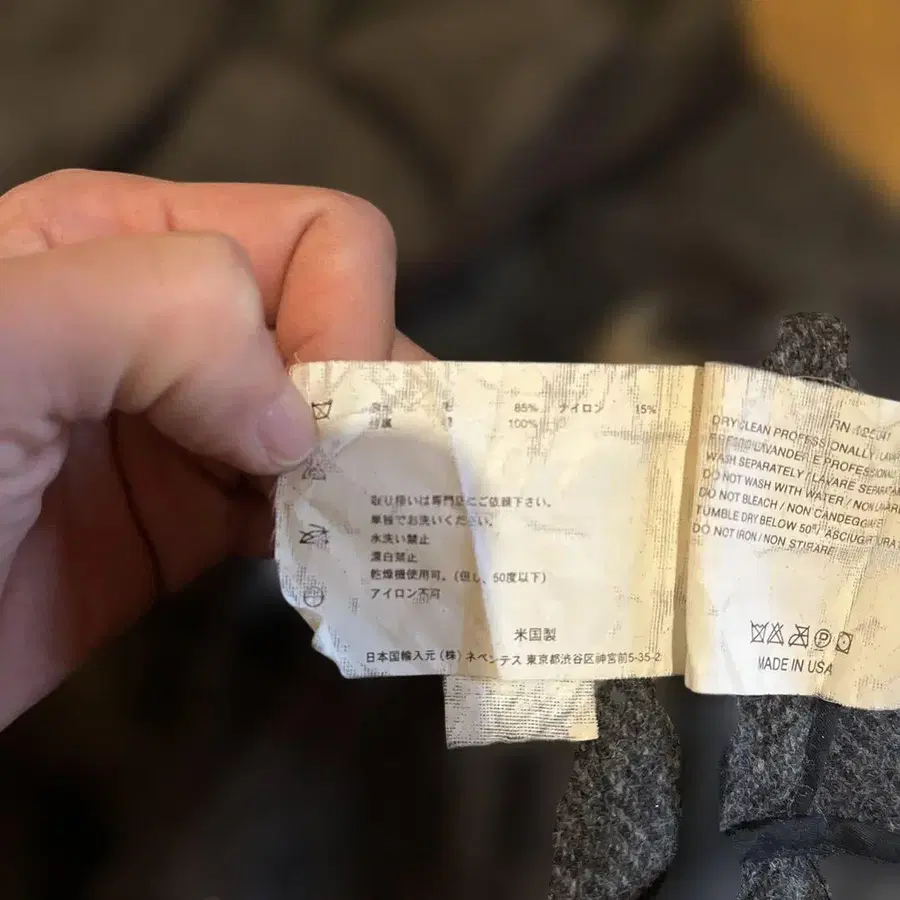 85% ナイロン 15%
付属 100%
取り扱いは専門店にご依頼下さい。
単独でお洗いください。
水洗い禁止
漂白禁止
乾燥機使用可。(但し、50度以下)
アイロン不可
米国製
日本国輸入元 (株) ネペンテス 東京都渋谷区神宮前5-35-2
RN
DRY CLEAN PROFESSIONALLY /
LAVANDERIE
WASH SEPARATELY / LAVARE
DO NOT WASH WITH WATER / NON
DO NOT BLEACH / NON CANDEGGIARE
TUMBLE DRY BELOW 50°/
DO NOT IRON / NON STIRARE
MADE IN USA